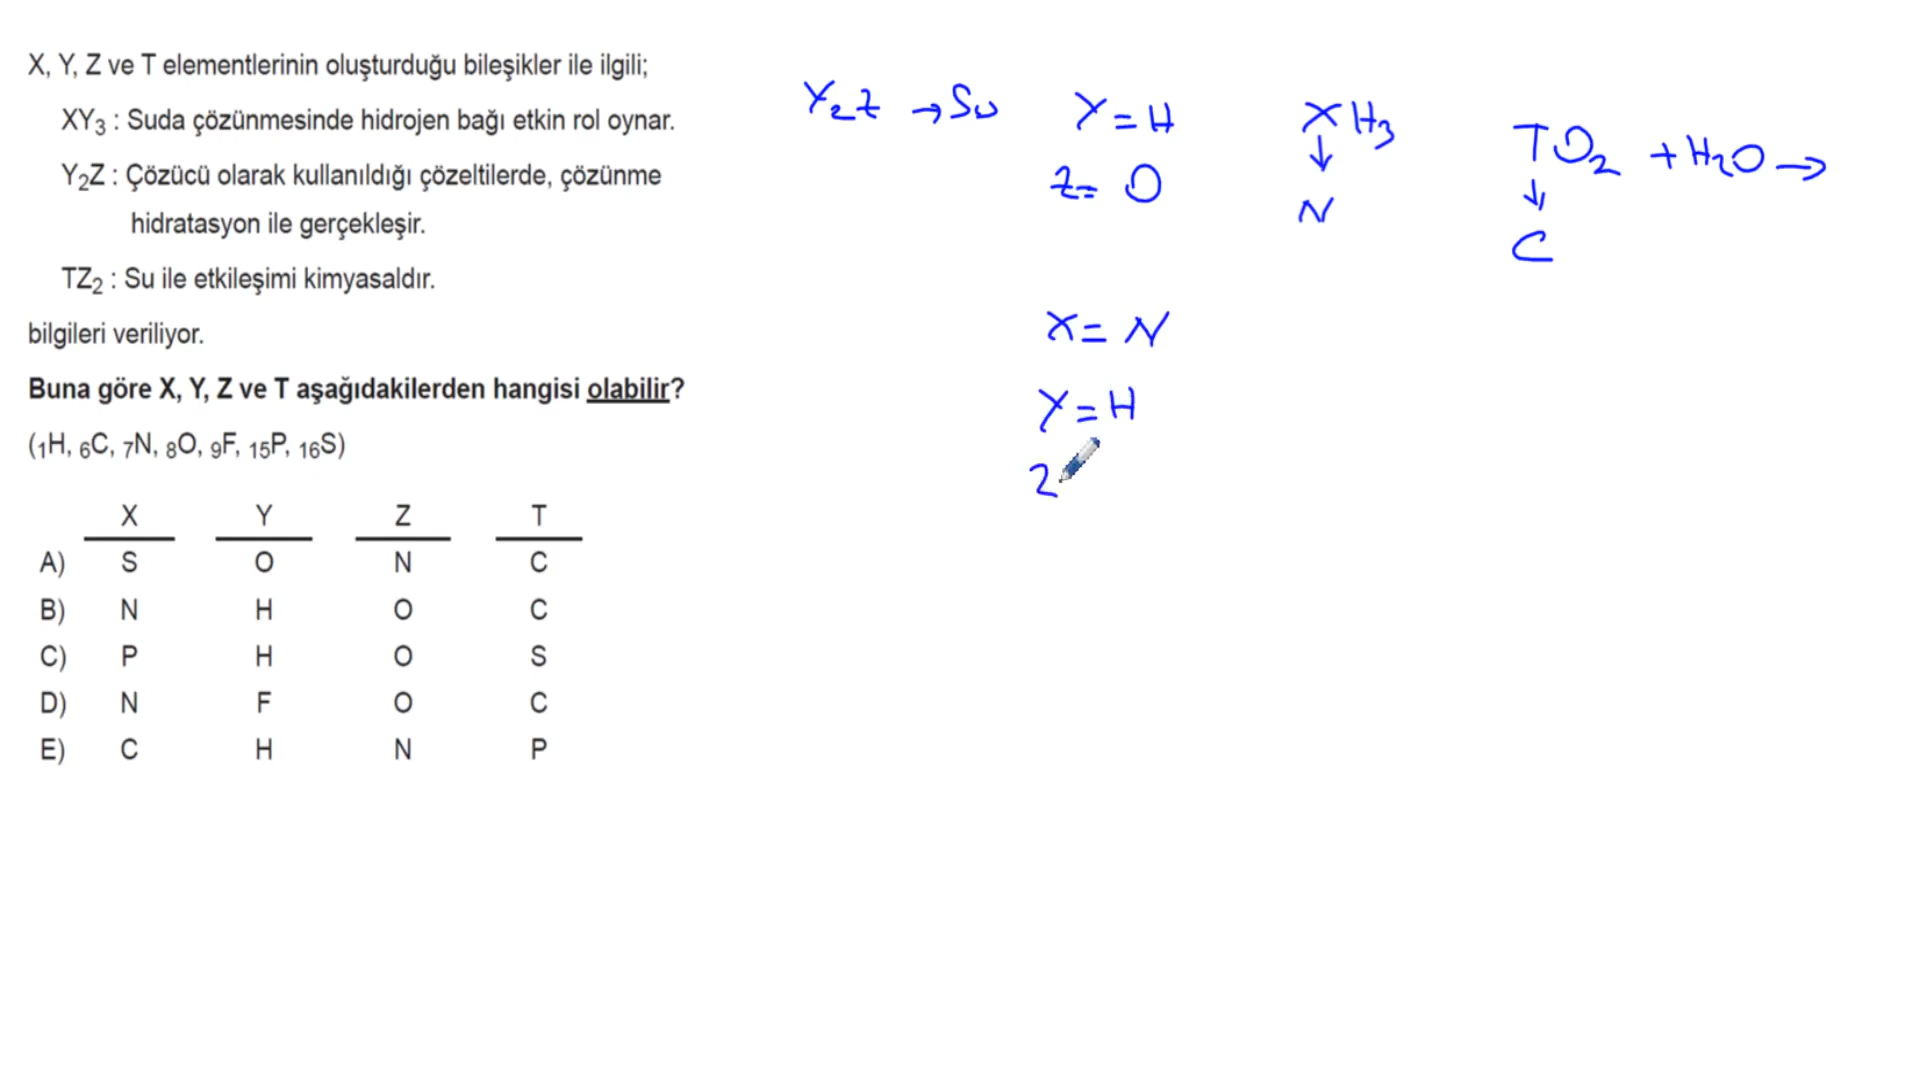 X, Y, Z ve T elementlerinin oluşturduğu bileşikler ile ilgili;
XY₃ : Suda çözünmesinde hidrojen bağı etkin rol oynar.
Y₂Z : Çözücü olarak kullanıldığı çözeltilerde, çözünme
hidratasyon ile gerçekleşir.
TZ₂ : Su ile etkileşimi kimyasaldır.
bilgileri veriliyor.
Buna göre X, Y, Z ve T aşağıdakilerden hangisi olabilir?
(₁H, ₆C, ₇N, ₈O, ₉F, ₁₅P, ₁₆S)
X Y Z T
A) S O N C
B) N H O C
C) P H O S
D) N F O C
E) C H N P
Y₂Z → Su
Y = H
Z = O
XH₃
↓
N
TO₂ + H₂O →
↓
C
X = N
Y = H
Z